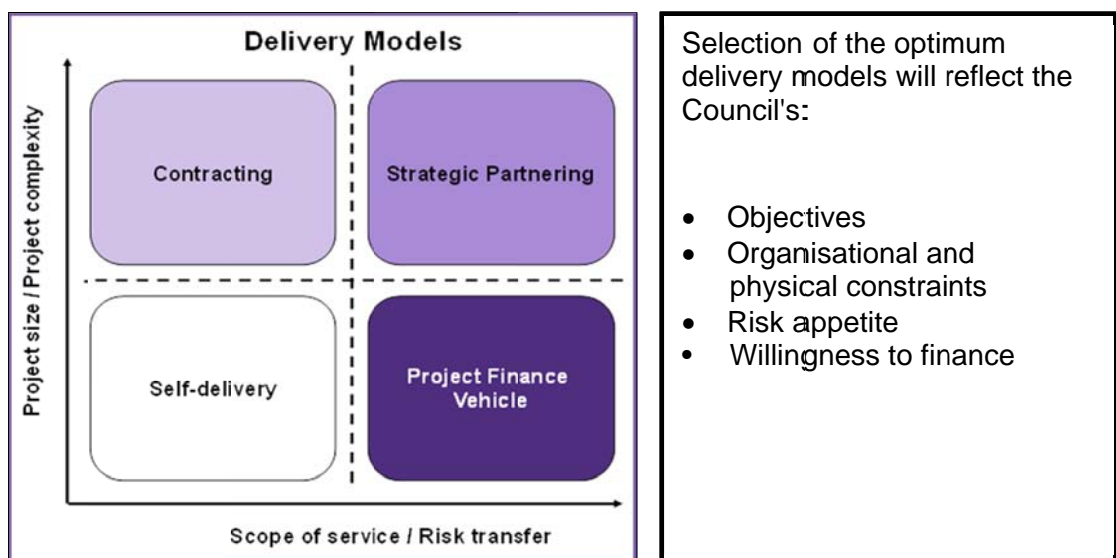 Delivery Models
Project size / Project complexity
Contracting
Strategic Partnering
Self-delivery
Project Finance
Vehicle
Scope of service / Risk transfer
Selection of the optimum
delivery models will reflect the
Council's:
• Objectives
• Organisational and
physical constraints
• Risk appetite
• Willingness to finance